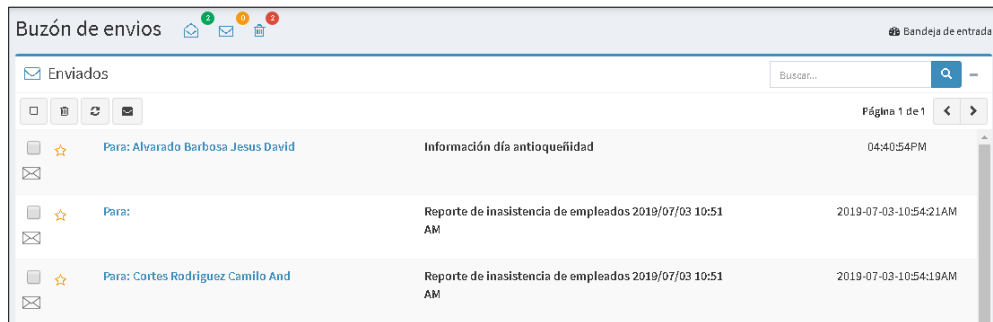 Buzón de envios 2 0 2
Bandeja de entrada
Enviados
Buscar...
Página 1 de 1
Para: Alvarado Barbosa Jesus David Información día antioqueñidad 04:40:54PM
Para: Reporte de inasistencia de empleados 2019/07/03 10:51 2019-07-03-10:54:21AM
AM
Para: Cortes Rodriguez Camilo And Reporte de inasistencia de empleados 2019/07/03 10:51 2019-07-03-10:54:19AM
AM